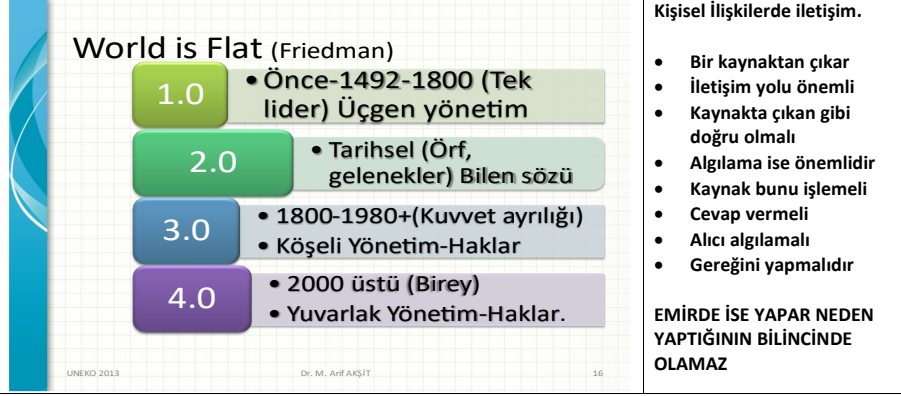 World is Flat (Friedman)
1.0
• Önce-1492-1800 (Tek
lider) Üçgen yönetim
2.0
• Tarihsel (Örf,
gelenekler) Bilen sözü
3.0
• 1800-1980+(Kuvvet ayrılığı)
• Köşeli Yönetim-Haklar
4.0
• 2000 üstü (Birey)
• Yuvarlak Yönetim-Haklar.
UNEKO 2013
Dr. M. Arif AKŞİT
16
Kişisel İlişkilerde iletişim.
• Bir kaynaktan çıkar
• İletişim yolu önemli
• Kaynakta çıkan gibi
doğru olmalı
• Algılama ise önemlidir
• Kaynak bunu işlemeli
• Cevap vermeli
• Alıcı algılamalı
• Gereğini yapmalıdır
EMİRDE İSE YAPAR NEDEN
YAPTIĞININ BİLİNCİNDE
OLAMAZ